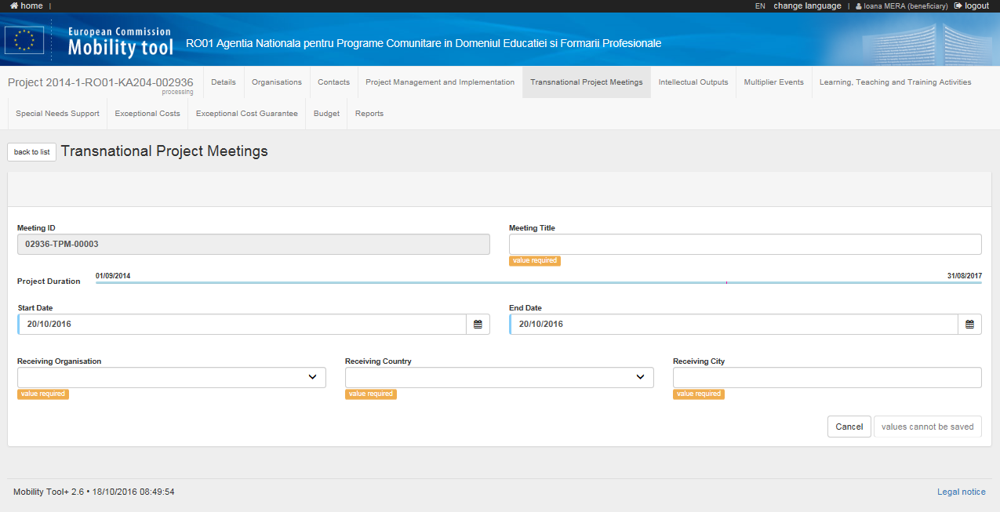 home |
EN change language | Ioana MERA (beneficiary) logout
European Commission
Mobility tool
RO01 Agentia Nationala pentru Programe Comunitare in Domeniul Educatiei si Formarii Profesionale
Project 2014-1-RO01-KA204-002936
processing
Details Organisations Contacts Project Management and Implementation Transnational Project Meetings Intellectual Outputs Multiplier Events Learning, Teaching and Training Activities
Special Needs Support Exceptional Costs Exceptional Cost Guarantee Budget Reports
back to list Transnational Project Meetings
Meeting ID Meeting Title
02936-TPM-00003
value required
Project Duration 01/09/2014 31/08/2017
Start Date End Date
20/10/2016 20/10/2016
Receiving Organisation Receiving Country Receiving City
value required value required value required
Cancel values cannot be saved
Mobility Tool+ 2.6 • 18/10/2016 08:49:54 Legal notice